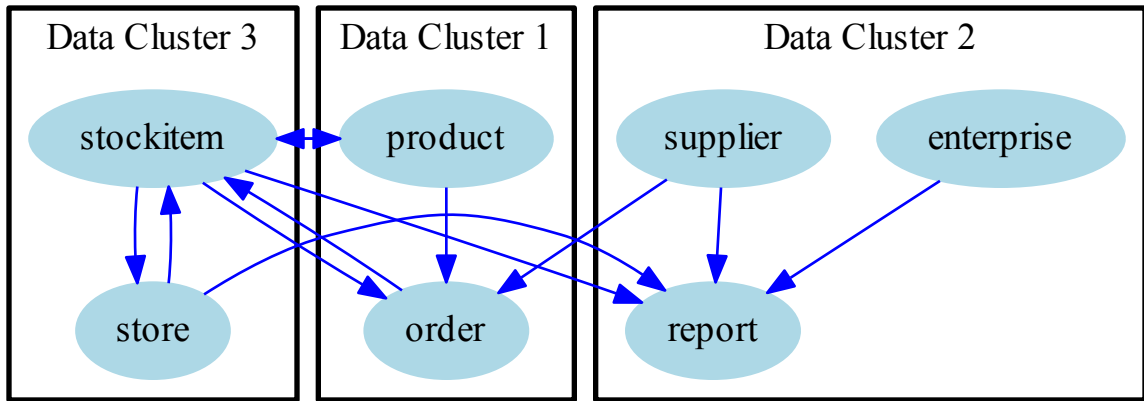 Data Cluster 3
Data Cluster 1
Data Cluster 2
stockitem
product
supplier
enterprise
store
order
report